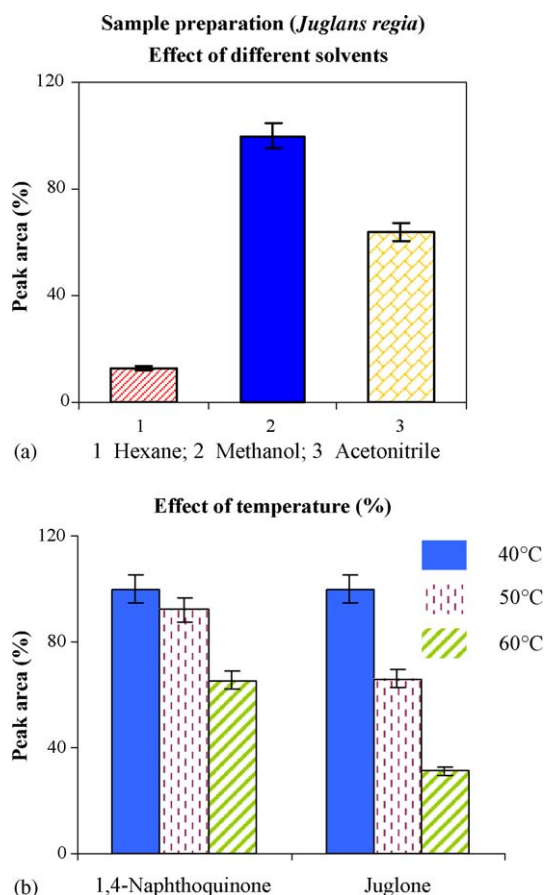 Sample preparation (Juglans regia)
Effect of different solvents
120
80
40
0
Peak area (%)
1 2 3
(a) 1 Hexane; 2 Methanol; 3 Acetonitrile
Effect of temperature (%)
120
80
40
0
Peak area (%)
40°C
50°C
60°C
1,4-Naphthoquinone Juglone
(b)